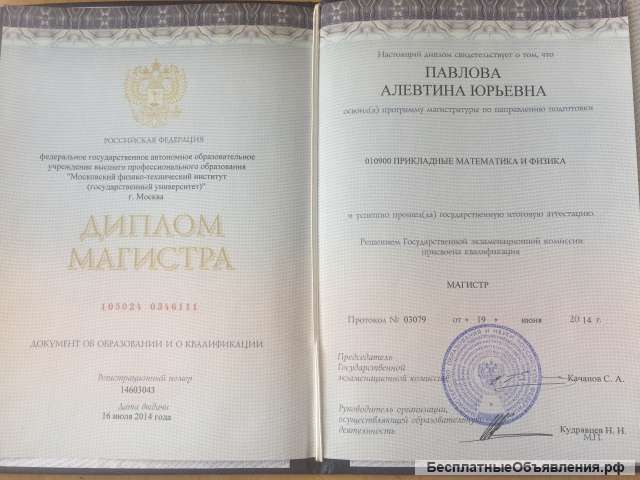 РОССИЙСКАЯ ФЕДЕРАЦИЯ
федеральное государственное автономное образовательное
учреждение высшего профессионального образования
"Московский физико-технический институт
(государственный университет)"
г. Москва
ДИПЛОМ
МАГИСТРА
105024 0346111
ДОКУМЕНТ ОБ ОБРАЗОВАНИИ И О КВАЛИФИКАЦИИ
Регистрационный номер
14603043
Дата выдачи
16 июля 2014 года
Настоящий диплом свидетельствует о том, что
ПАВЛОВА
АЛЕВТИНА ЮРЬЕВНА
освоил(а) программу магистратуры по направлению подготовки
010900 ПРИКЛАДНЫЕ МАТЕМАТИКА И ФИЗИКА
и успешно прошел(ла) государственную итоговую аттестацию.
Решением Государственной экзаменационной комиссии
присвоена квалификация
МАГИСТР
Протокол № 03079 от « 19 » июня 2014 г.
Председатель
Государственной
экзаменационной комиссии Качанов С. А.
Руководитель организации,
осуществляющей образовательную
деятельность Кудрявцев Н. Н.
М.П.
БесплатныеОбъявления.рф